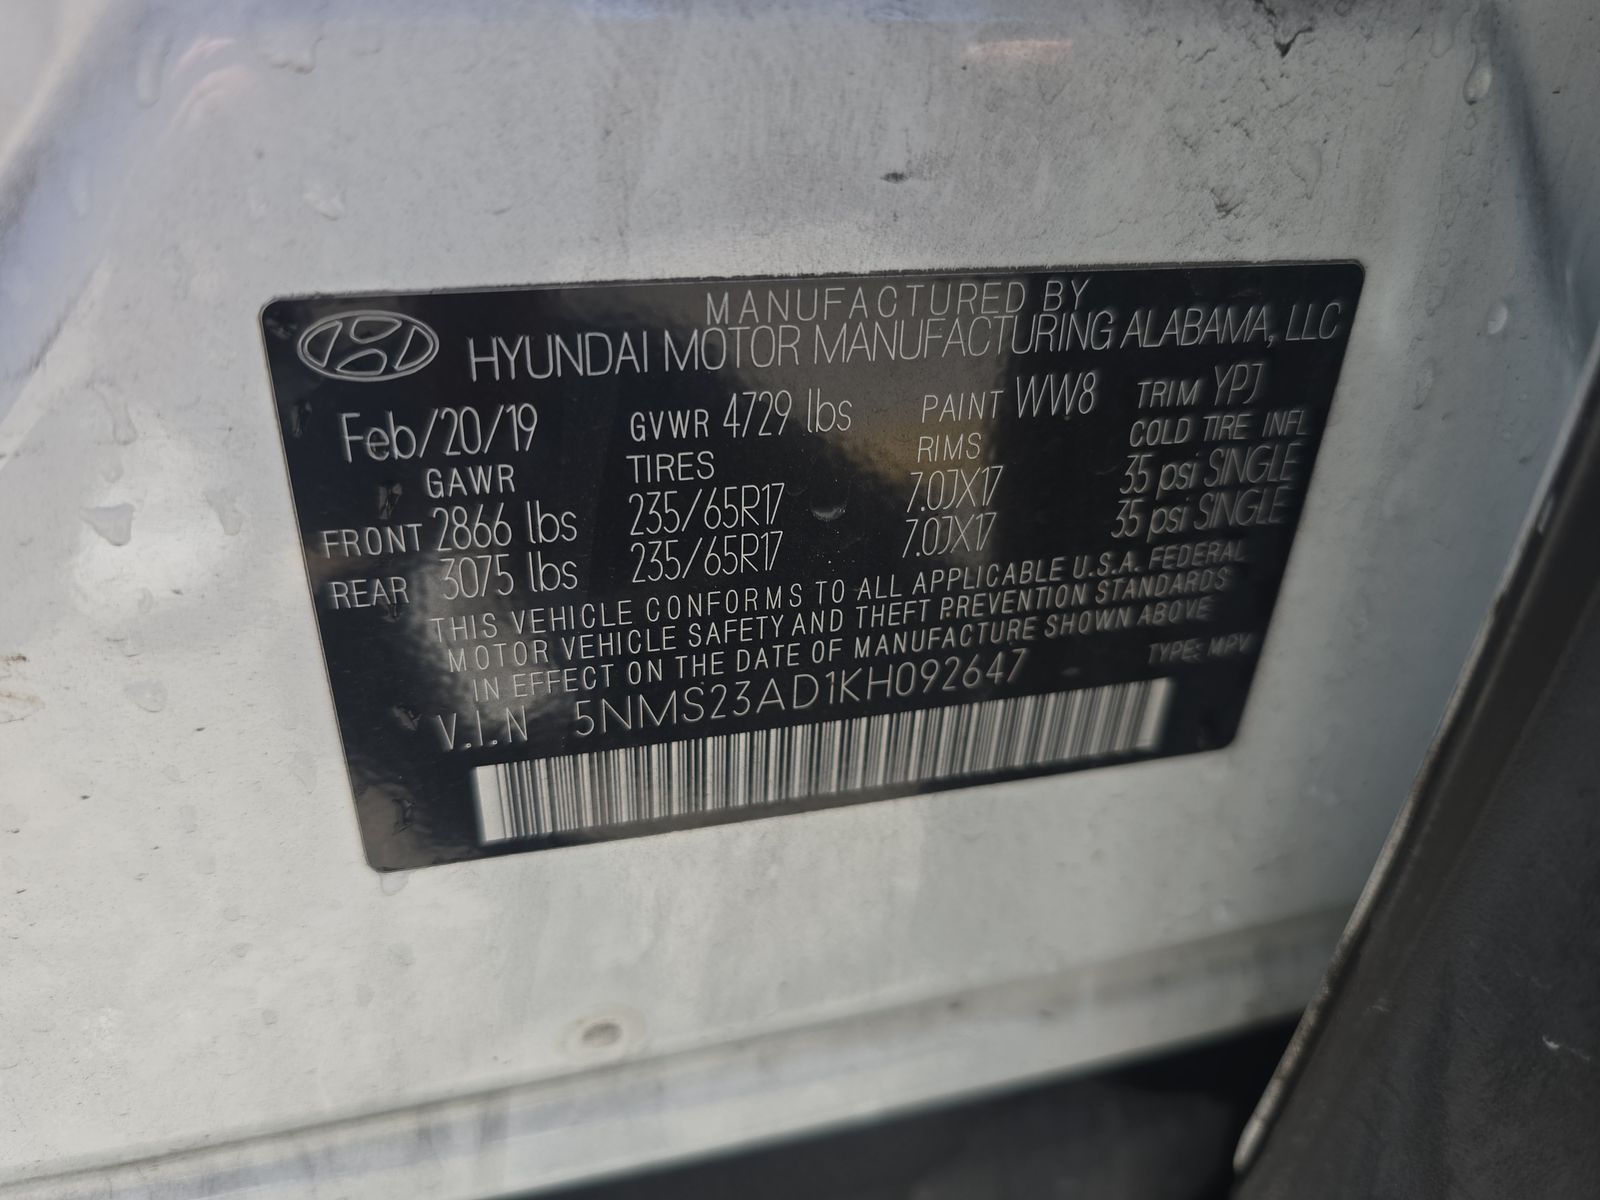 MANUFACTURED BY
HYUNDAI MOTOR MANUFACTURING ALABAMA, LLC
Feb/20/19 GVWR 4729 lbs PAINT WW8 TRIM YPJ
GAWR TIRES RIMS COLD TIRE INFL
FRONT 2866 lbs 235/65R17 7.0JX17 35 psi SINGLE
REAR 3075 lbs 235/65R17 7.0JX17 35 psi SINGLE
THIS VEHICLE CONFORMS TO ALL APPLICABLE U.S.A. FEDERAL
MOTOR VEHICLE SAFETY AND THEFT PREVENTION STANDARDS
IN EFFECT ON THE DATE OF MANUFACTURE SHOWN ABOVE
V.I.N 5NMS23AD1KH092647 TYPE: MPV